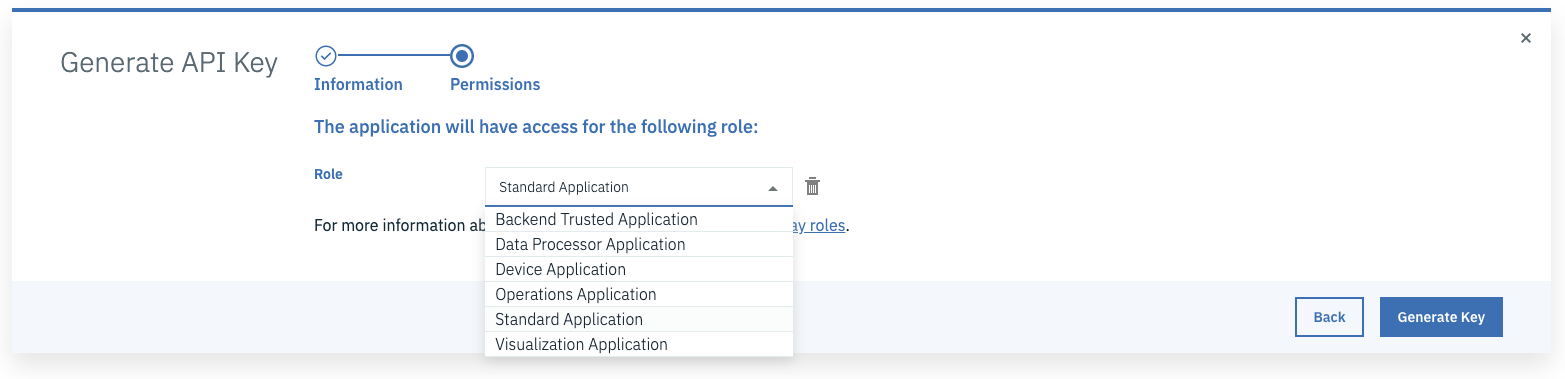 Generate API Key
Information
Permissions
The application will have access for the following role:
Role
Standard Application
For more information ab
ay roles.
Backend Trusted Application
Data Processor Application
Device Application
Operations Application
Standard Application
Visualization Application
Back
Generate Key